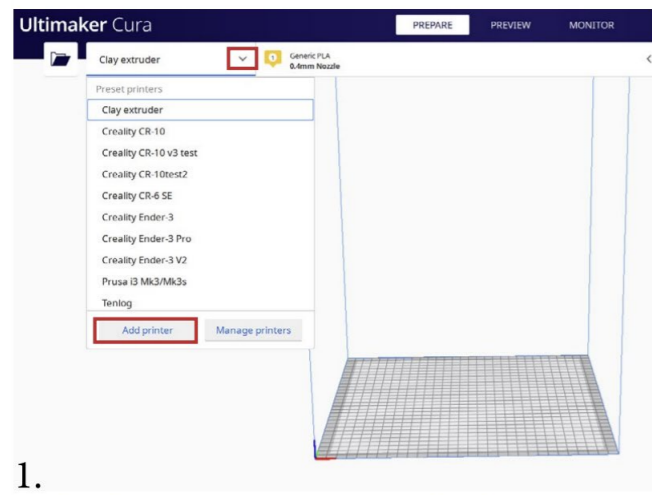 Ultimaker Cura
PREPARE PREVIEW MONITOR
Clay extruder
Generic PLA
0.4mm Nozzle
Preset printers
Clay extruder
Creality CR-10
Creality CR-10 v3 test
Creality CR-10test2
Creality CR-6 SE
Creality Ender-3
Creality Ender-3 Pro
Creality Ender-3 V2
Prusa i3 Mk3/Mk3s
Tenlog
Add printer Manage printers
1.